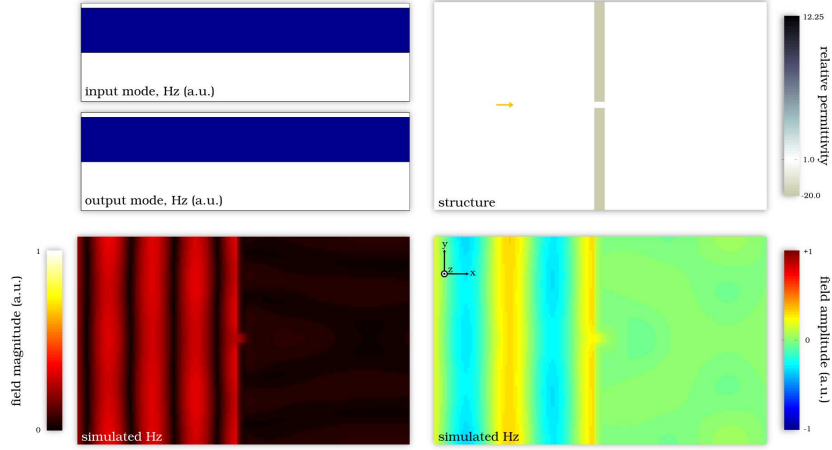 input mode, Hz (a.u.)
output mode, Hz (a.u.)
structure
12.25
1.0
-20.0
relative permittivity
field magnitude (a.u.)
1
0
simulated Hz
y
z
x
simulated Hz
+1
0
-1
field amplitude (a.u.)